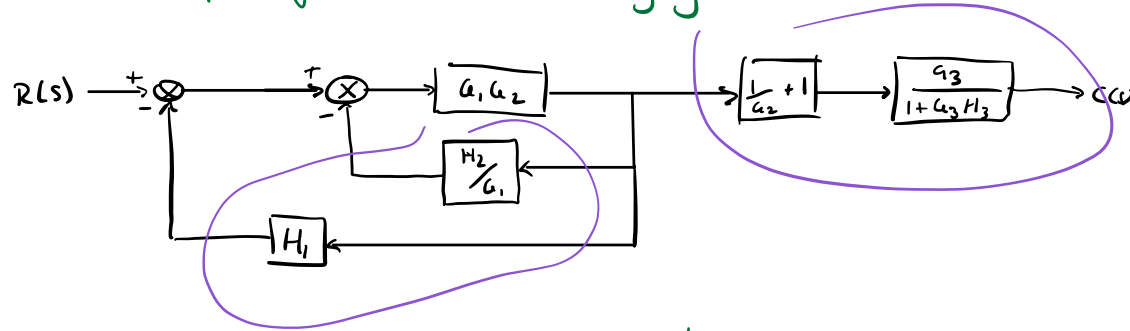 R(S)
+
-
+
-
G₁G₂
1/G₂ + 1
G₃/1+G₃H₃
H₂/G₁
H₁